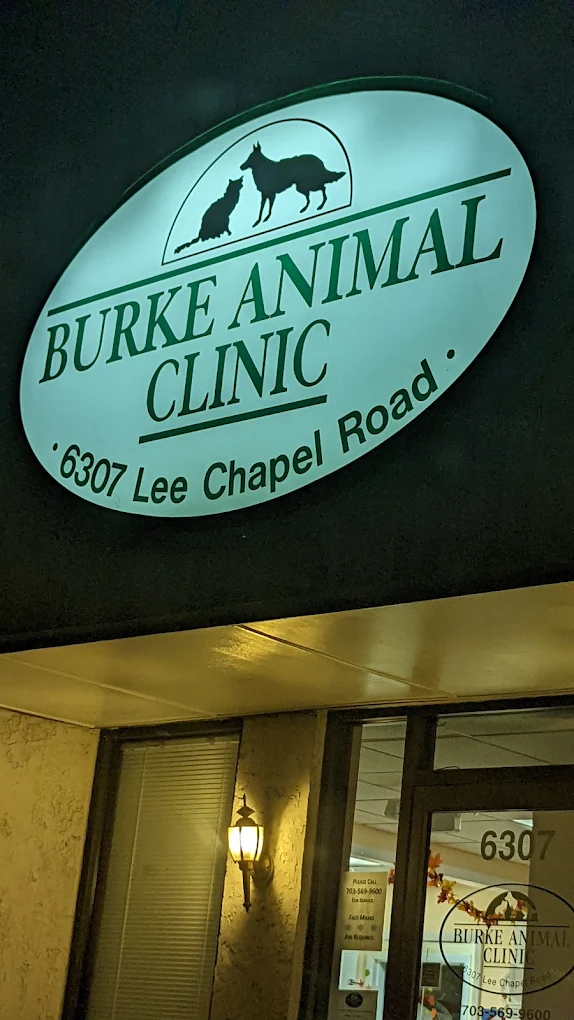 BURKE ANIMAL
CLINIC
· 6307 Lee Chapel Road ·
6307
PLEASE CALL
703-569-9600
FOR SERVICE.
FACE MASKS
ARE REQUIRED.
BURKE ANIMAL
CLINIC
6307 Lee Chapel Road
703-569-9600